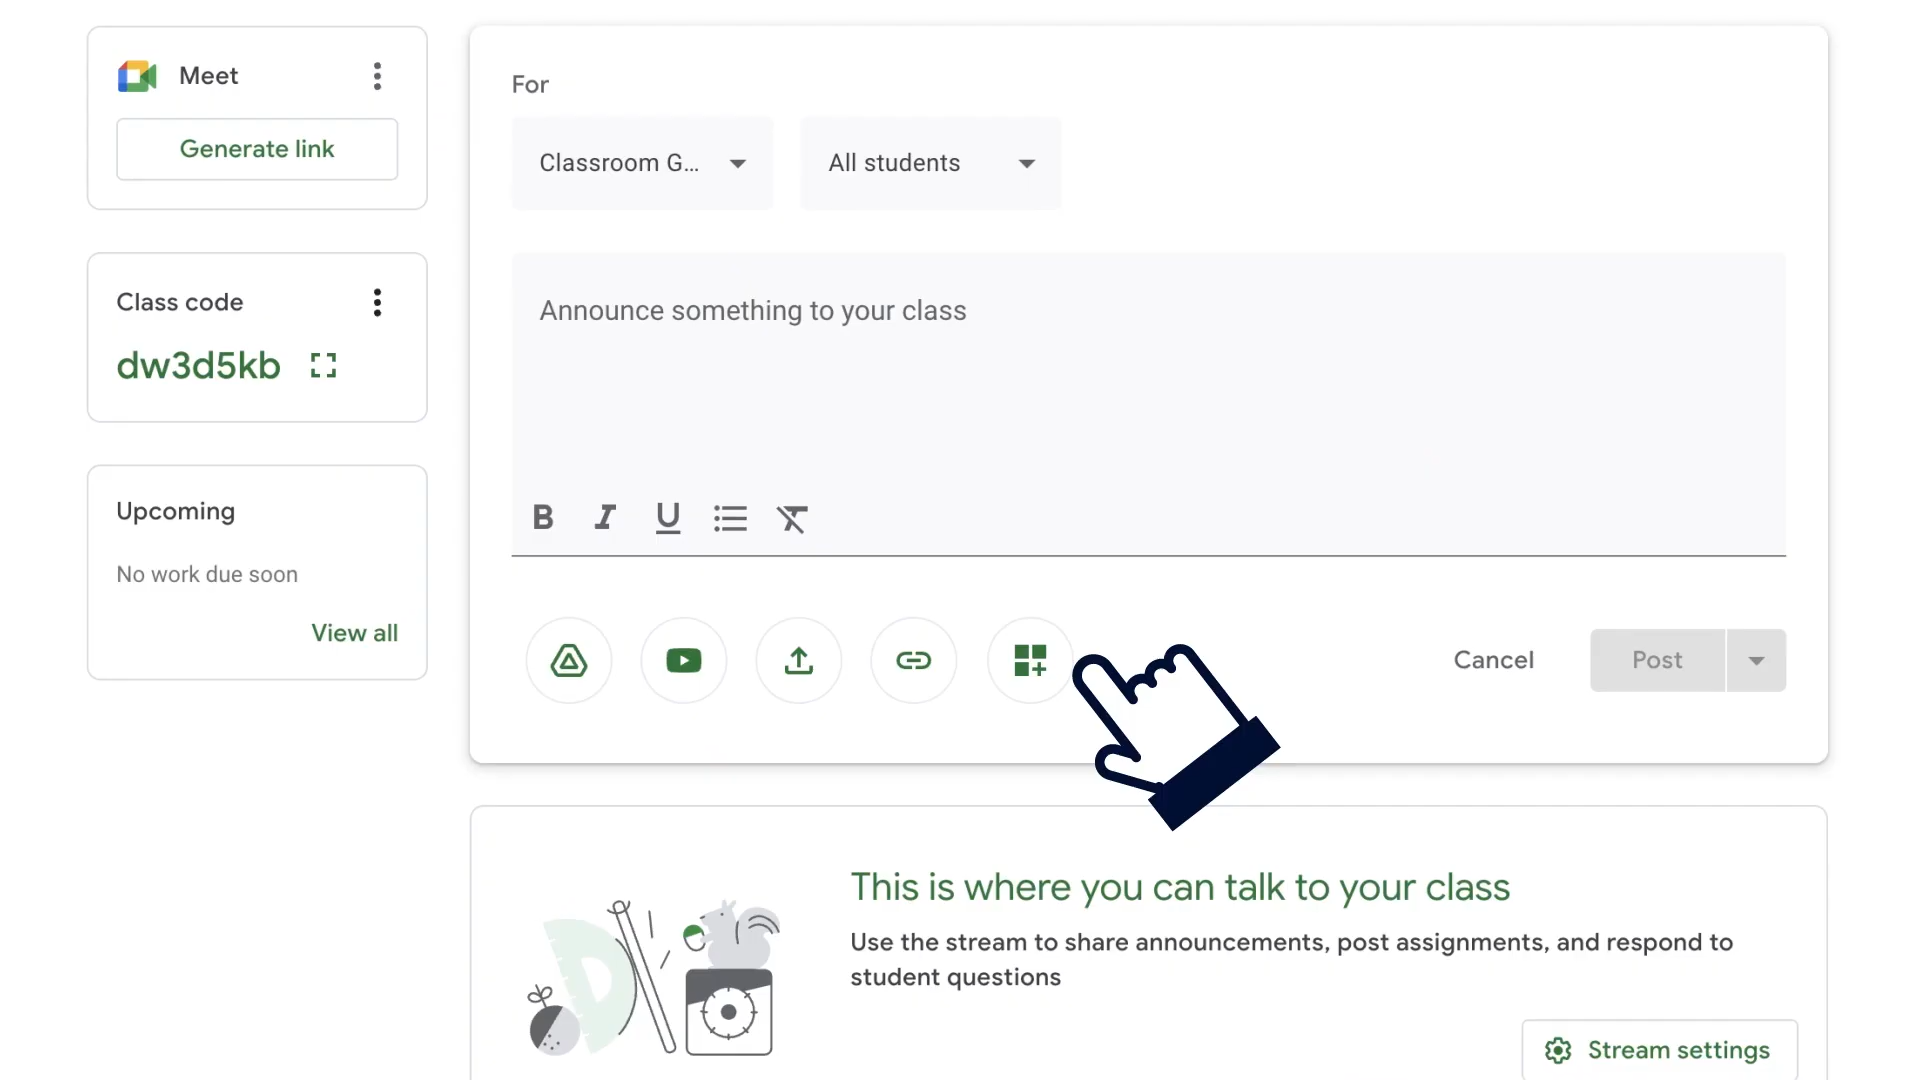 Meet
Generate link
Class code
dw3d5kb
Upcoming
No work due soon
View all
For
Classroom G...
All students
Announce something to your class
B I U
Cancel
Post
This is where you can talk to your class
Use the stream to share announcements, post assignments, and respond to
student questions
Stream settings